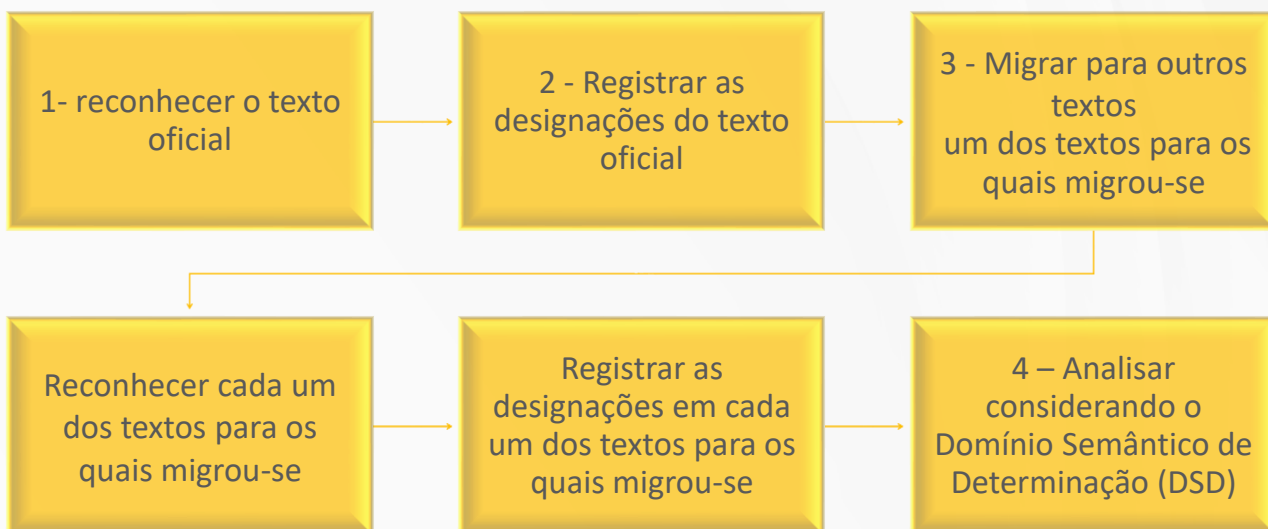 1- reconhecer o texto
oficial
2 - Registrar as
designações do texto
oficial
3 - Migrar para outros
textos
um dos textos para os
quais migrou-se
Reconhecer cada um
dos textos para os
quais migrou-se
Registrar as
designações em cada
um dos textos para os
quais migrou-se
4 – Analisar
considerando o
Domínio Semântico de
Determinação (DSD)